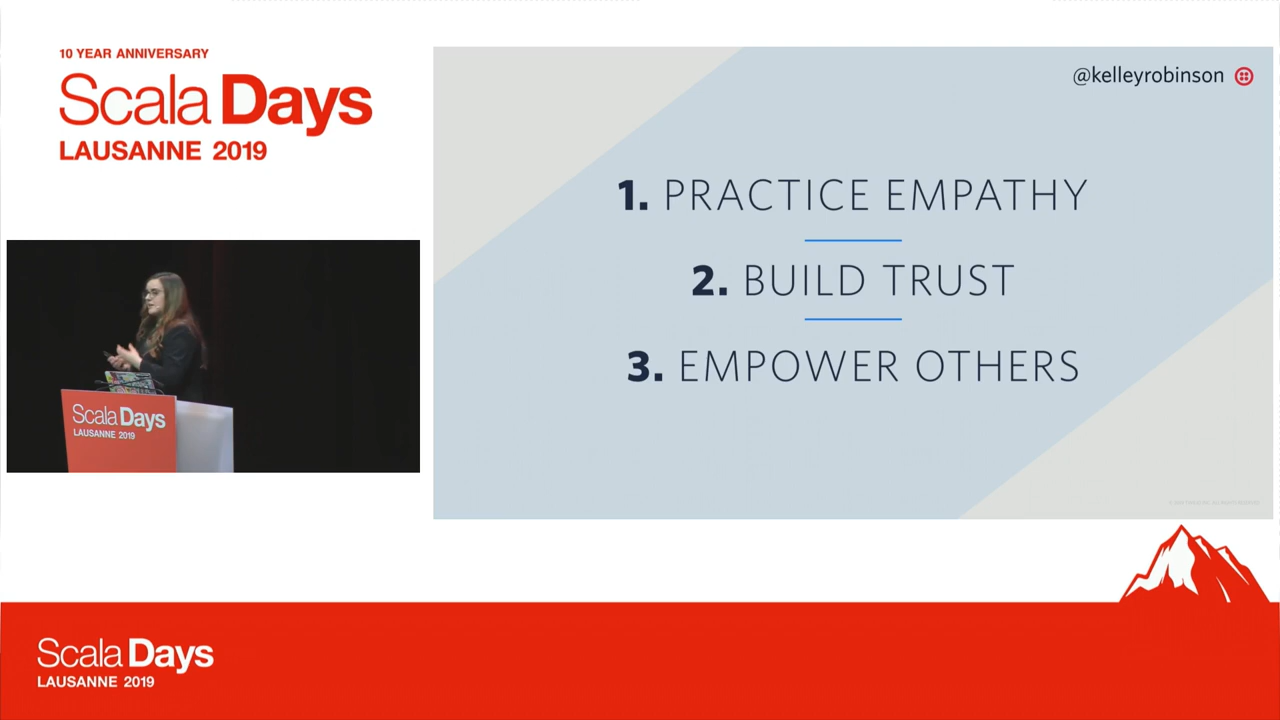 10 YEAR ANNIVERSARY
Scala Days
LAUSANNE 2019
@kelleyrobinson
1. PRACTICE EMPATHY
2. BUILD TRUST
3. EMPOWER OTHERS
Scala Days
LAUSANNE 2019
Scala Days
LAUSANNE 2019